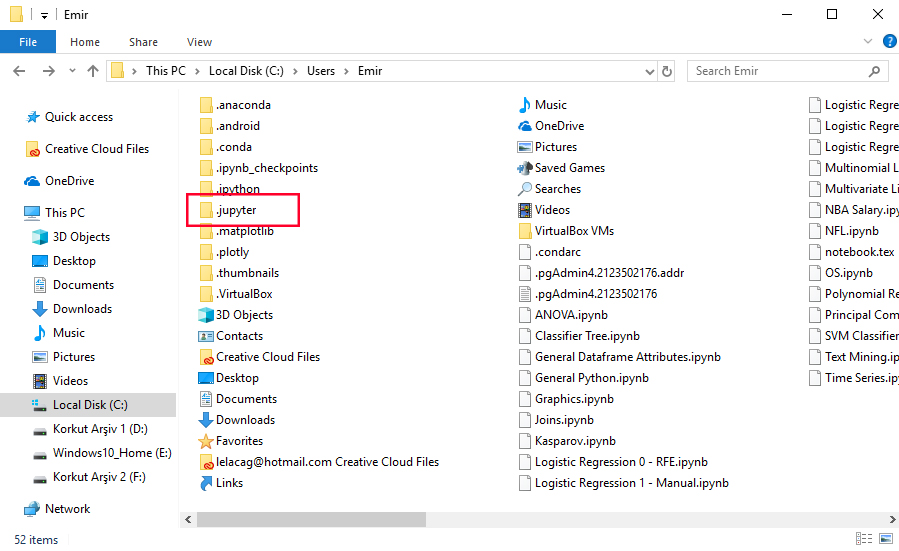 Emir
File Home Share View
This PC Local Disk (C:) Users Emir
Search Emir
Quick access
Creative Cloud Files
OneDrive
This PC
3D Objects
Desktop
Documents
Downloads
Music
Pictures
Videos
Local Disk (C:)
Korkut Arşiv 1 (D:)
Windows10_Home (E:)
Korkut Arşiv 2 (F:)
Network
.anaconda
.android
.conda
.ipynb_checkpoints
.ipython
.jupyter
.matplotlib
.plotly
.thumbnails
.VirtualBox
3D Objects
Contacts
Creative Cloud Files
Desktop
Documents
Downloads
Favorites
lelacag@hotmail.com Creative Cloud Files
Links
Music
OneDrive
Pictures
Saved Games
Searches
Videos
VirtualBox VMs
.condarc
.pgAdmin4.2123502176.addr
.pgAdmin4.2123502176
ANOVA.ipynb
Classifier Tree.ipynb
General Dataframe Attributes.ipynb
General Python.ipynb
Graphics.ipynb
Joins.ipynb
Kasparov.ipynb
Logistic Regression 0 - RFE.ipynb
Logistic Regression 1 - Manual.ipynb
Logistic Regre
Logistic Regre
Logistic Regre
Multinomial L
Multivariate Li
NBA Salary.ip
NFL.ipynb
notebook.tex
OS.ipynb
Polynomial Re
Principal Com
SVM Classifier
Text Mining.ip
Time Series.ip
52 items